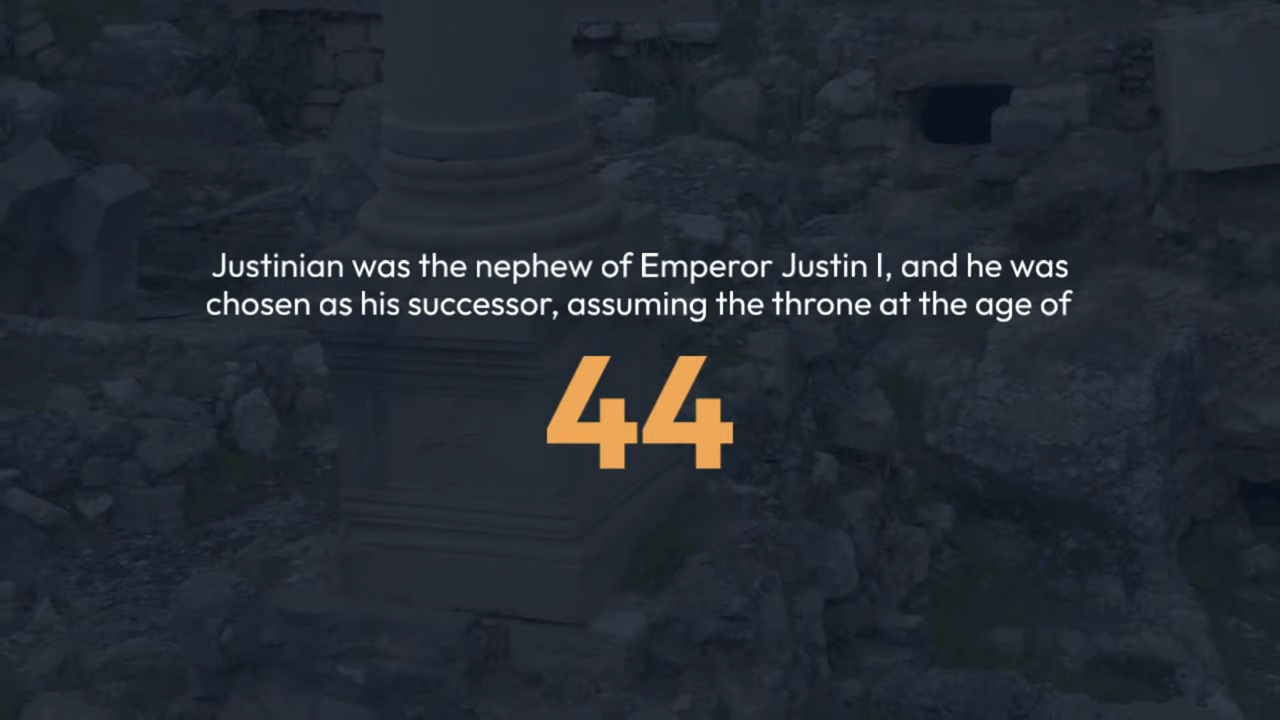 Justinian was the nephew of Emperor Justin I, and he was
chosen as his successor, assuming the throne at the age of
44